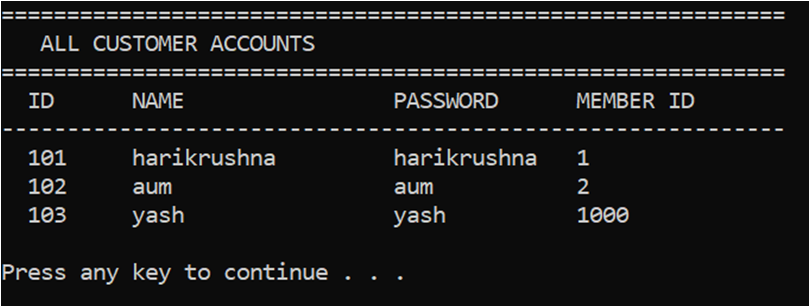 ============================================================
   ALL CUSTOMER ACCOUNTS
============================================================
  ID      NAME                PASSWORD      MEMBER ID
------------------------------------------------------------
  101     harikrushna         harikrushna   1
  102     aum                 aum           2
  103     yash                yash          1000
Press any key to continue . . .